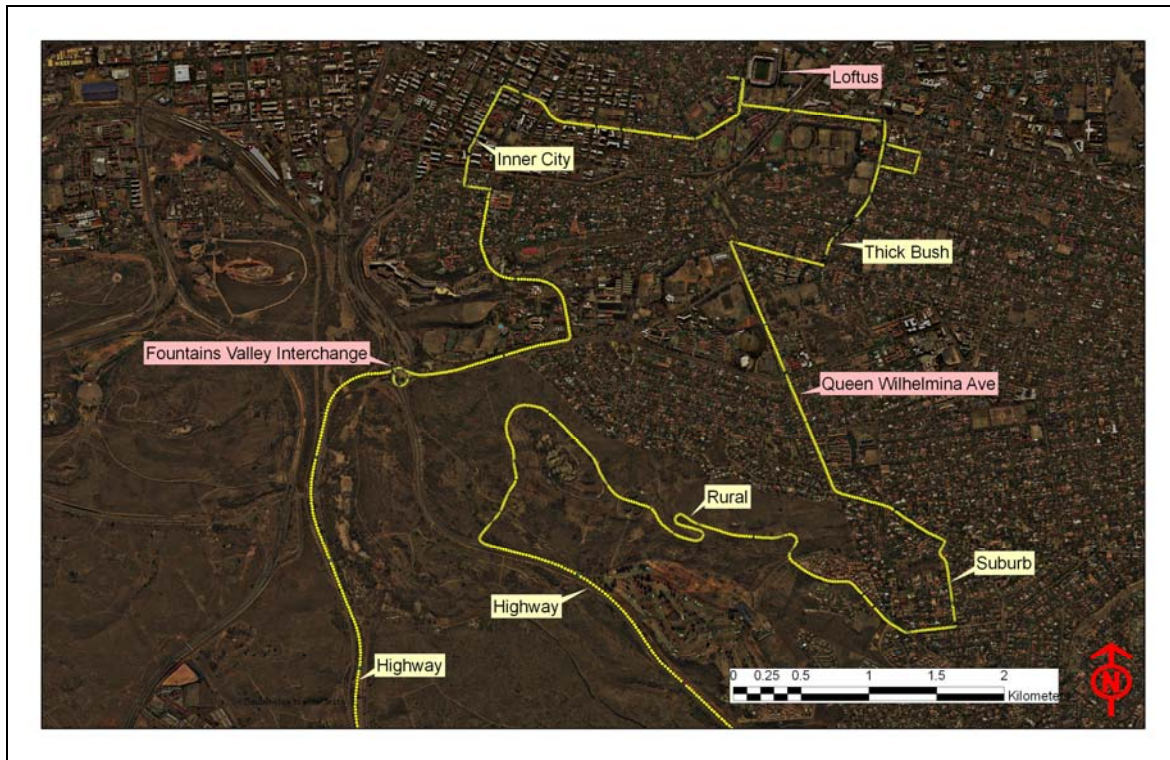 Loftus
Inner City
Thick Bush
Fountains Valley Interchange
Queen Wilhelmina Ave
Rural
Suburb
Highway
Highway
0 0.25 0.5 1 1.5 2
Kilometers
N